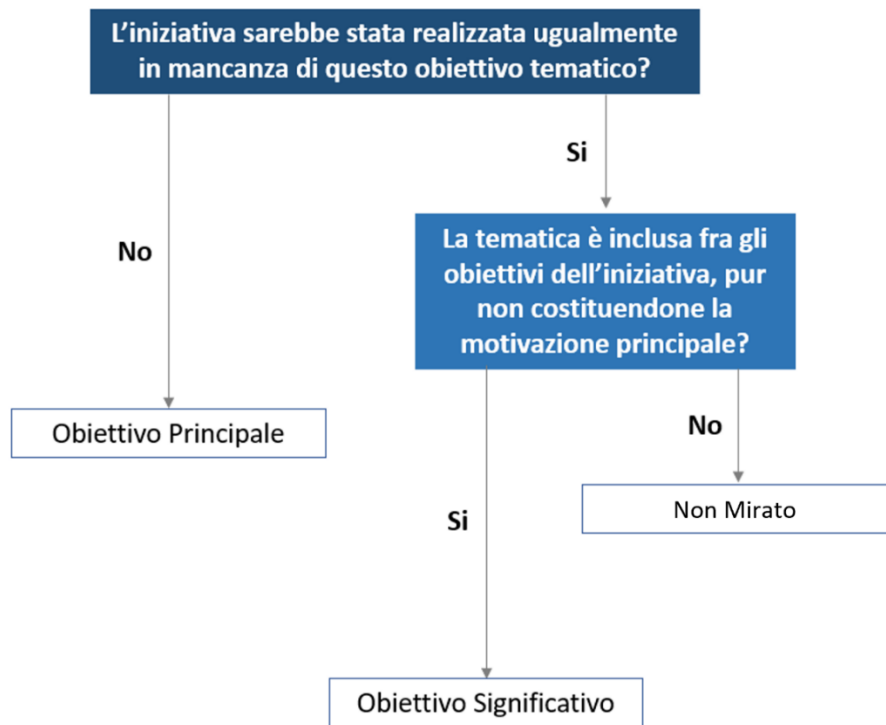 L’iniziativa sarebbe stata realizzata ugualmente
in mancanza di questo obiettivo tematico?
Si
No
La tematica è inclusa fra gli
obiettivi dell’iniziativa, pur
non costituendone la
motivazione principale?
Obiettivo Principale
No
Non Mirato
Si
Obiettivo Significativo